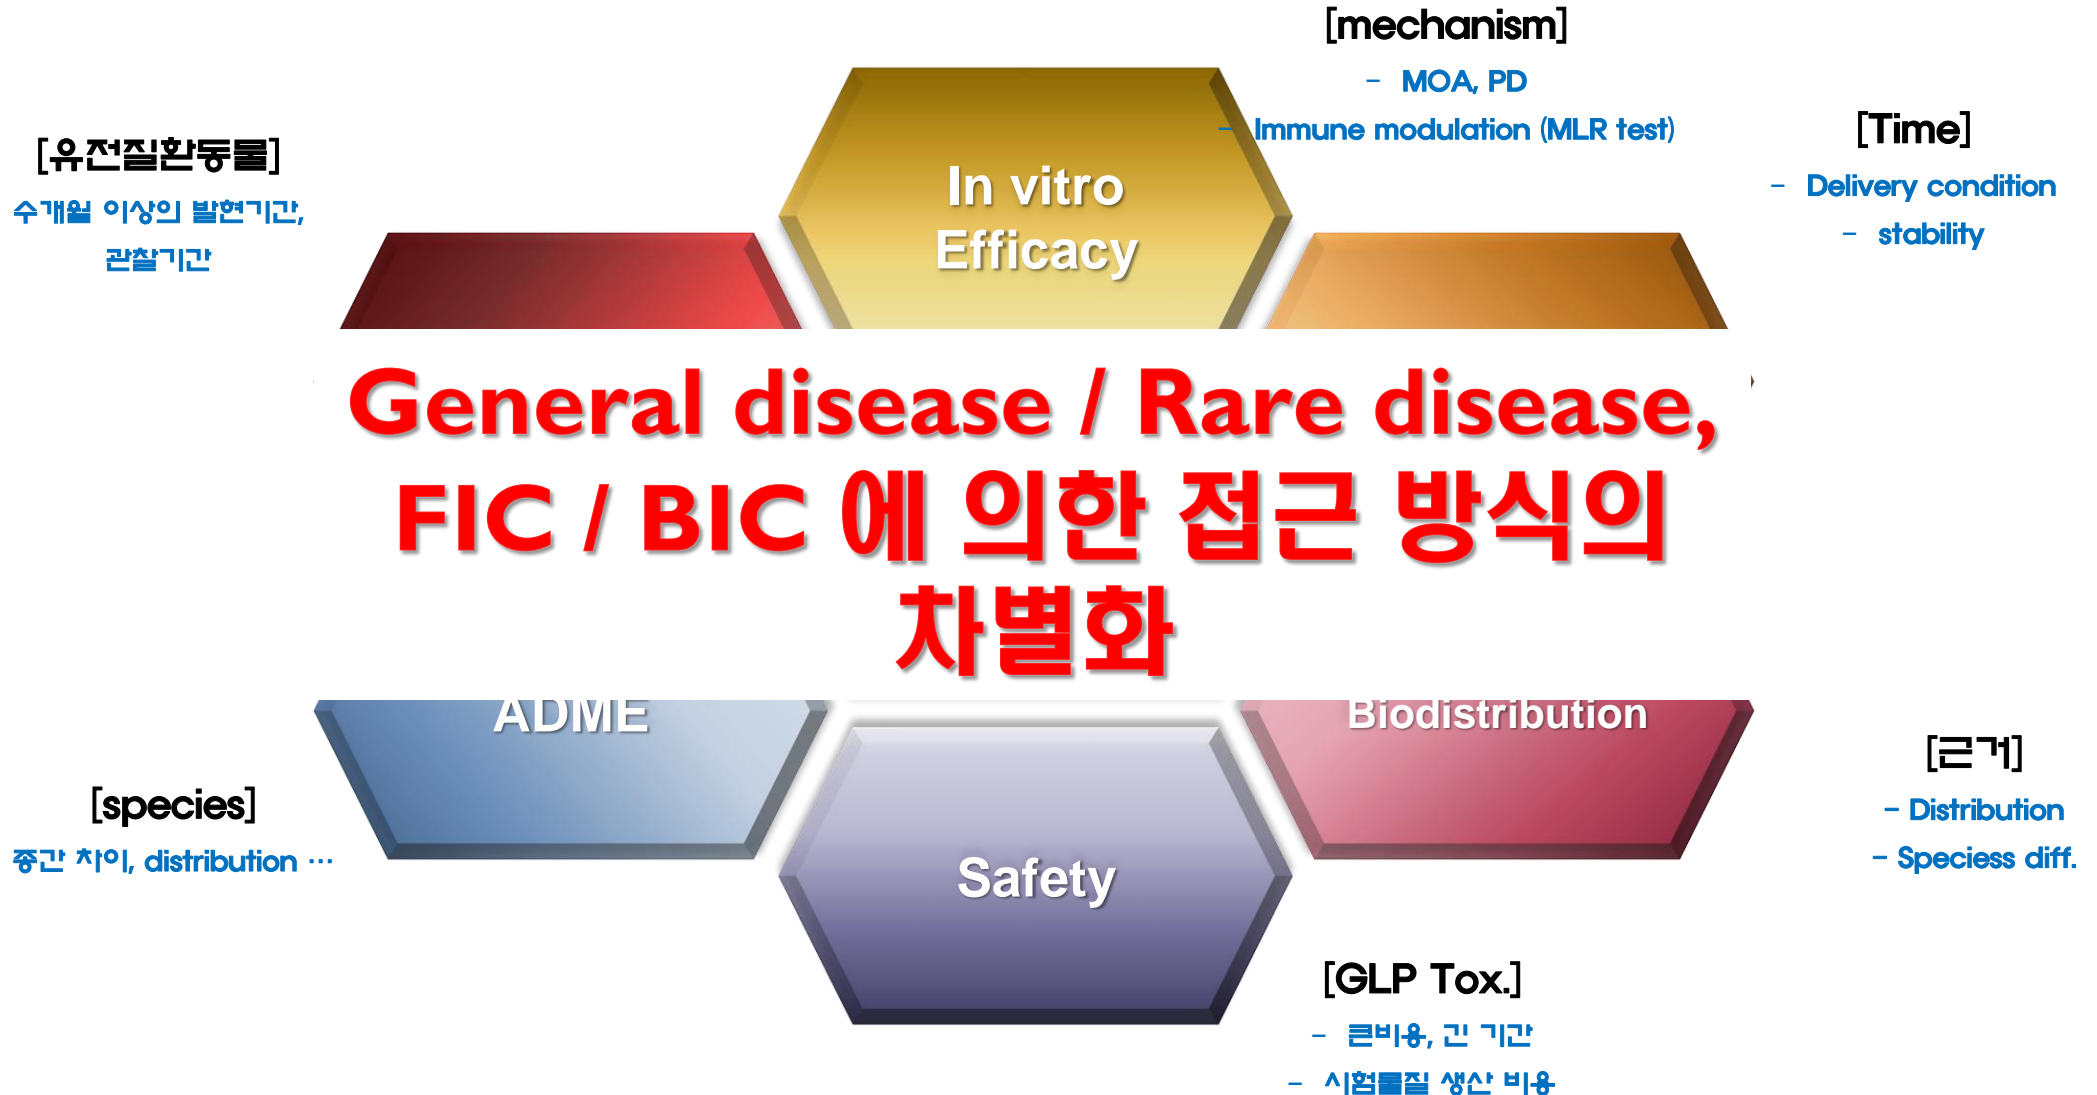 [mechanism]
- MOA, PD
- Immune modulation (MLR test)
[Time]
- Delivery condition
- stability
[유전질환동물]
수개월 이상의 발현기간,
관찰기간
In vitro
Efficacy
General disease / Rare disease,
FIC / BIC 에 의한 접근 방식의
차별화
ADME
Biodistribution
[근거]
- Distribution
- Speciess diff.
[species]
종간 차이, distribution ...
Safety
[GLP Tox.]
- 큰비용, 긴 기간
- 시험물질 생산 비용